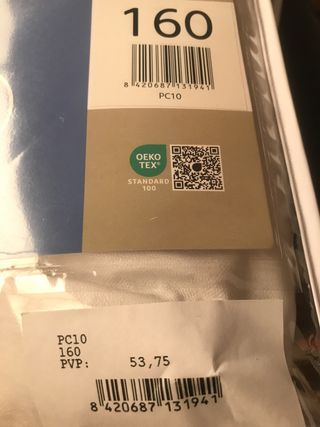 160
8 420687 131941
PC10
OEKO
TEX®
STANDARD
100
PC10
160
PVP: 53,75
8 420687 131941